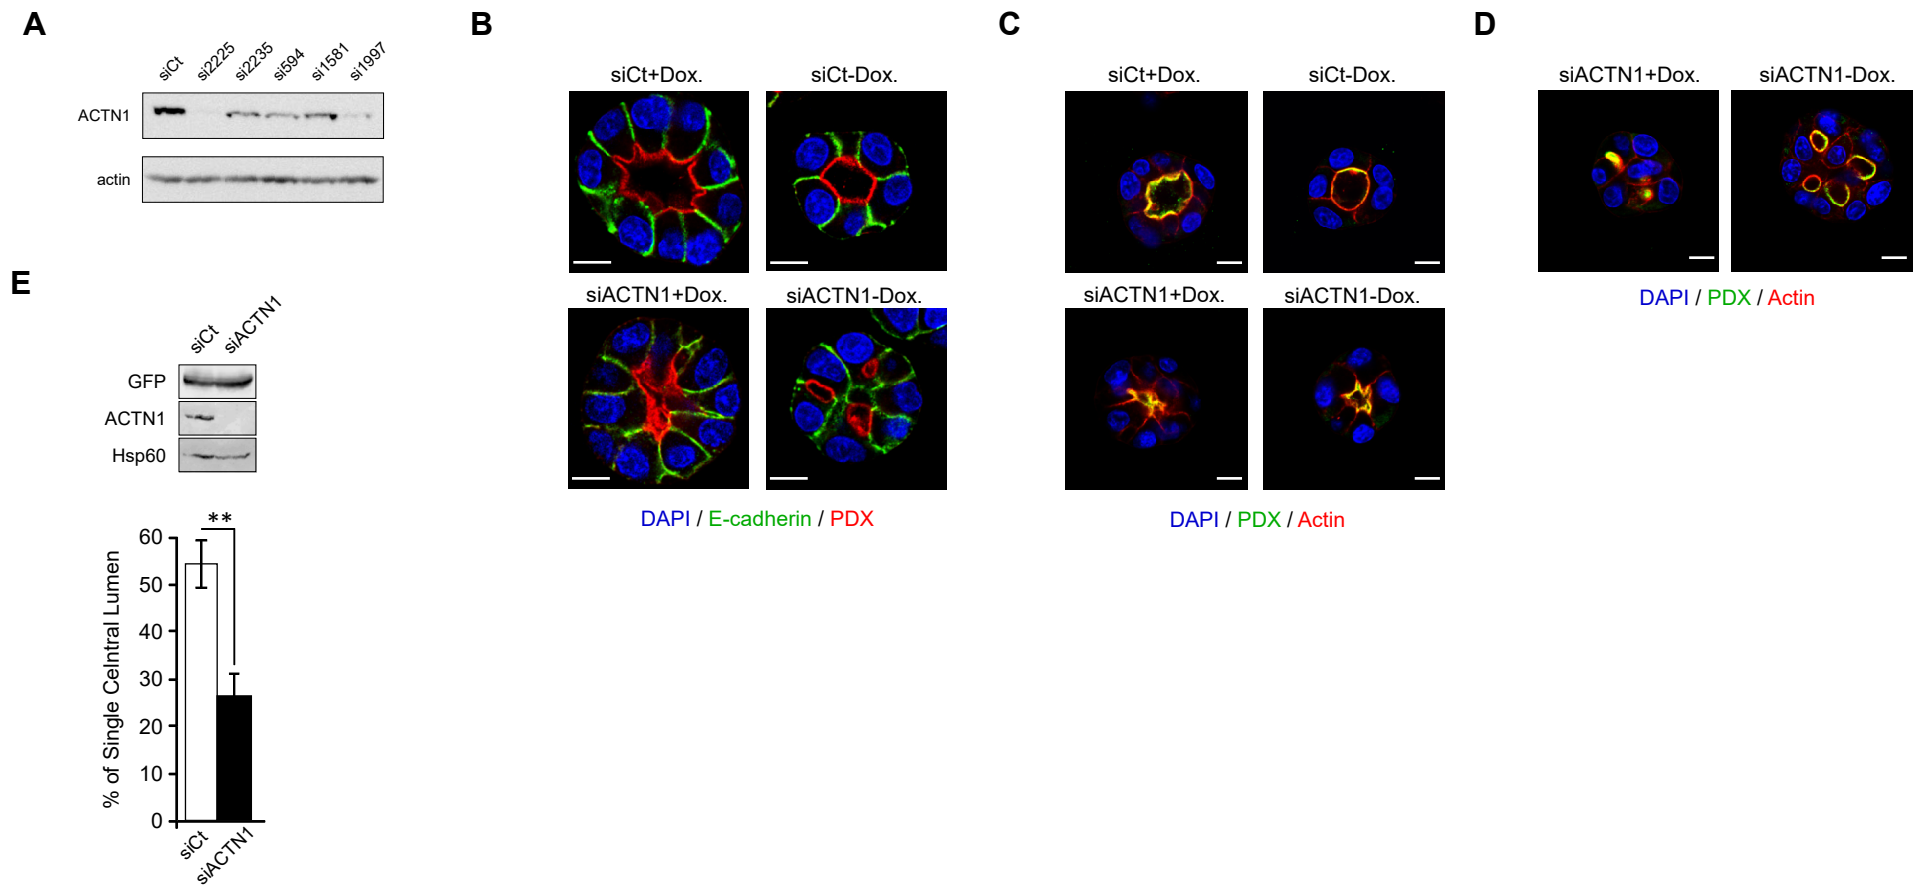 A
siCt si2225 si2235 si594 si1581 si1997
ACTN1
actin
B
siCt+Dox. siCt-Dox.
siACTN1+Dox. siACTN1-Dox.
DAPI / E-cadherin / PDX
C
siCt+Dox. siCt-Dox.
siACTN1+Dox. siACTN1-Dox.
DAPI / PDX / Actin
D
siACTN1+Dox. siACTN1-Dox.
DAPI / PDX / Actin
E
siCt siACTN1
GFP
ACTN1
Hsp60
**
% of Single Celntral Lumen
60
50
40
30
20
10
0
siCt siACTN1